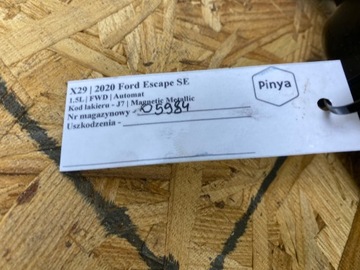 X29 | 2020 Ford Escape SE
1.5L | FWD | Automat
Kod lakieru - J7 | Magnetic Metallic
Nr magazynowy - 05984
Uszkodzenia -
Pinya